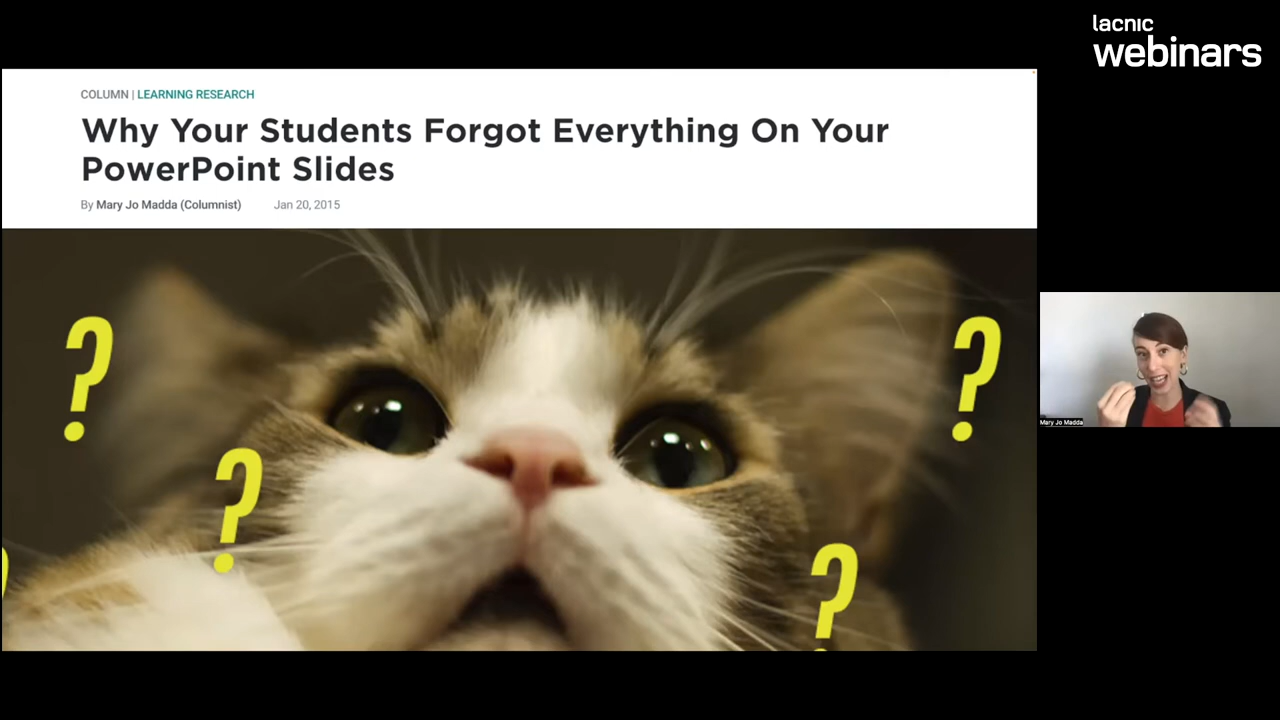 lacnic
webinars
COLUMN | LEARNING RESEARCH
Why Your Students Forgot Everything On Your
PowerPoint Slides
By Mary Jo Madda (Columnist) Jan 20, 2015
?
?
?
?
Mary Jo Madda